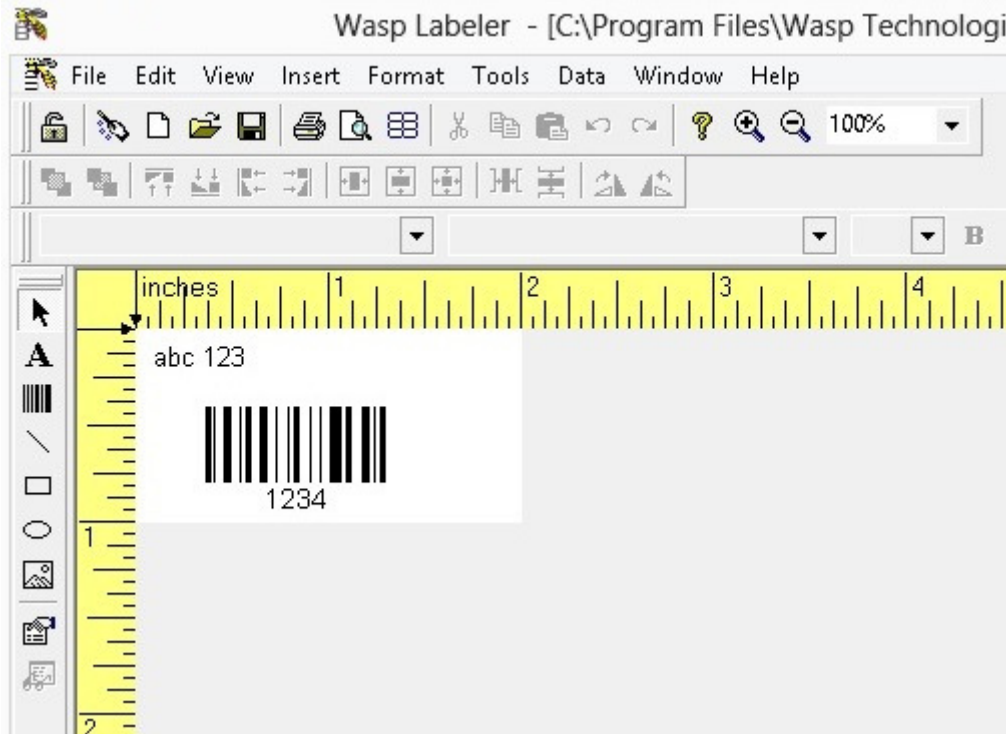 Wasp Labeler - [C:\Program Files\Wasp Technologi
File Edit View Insert Format Tools Data Window Help
100%
B
inches 1 2 3 4
A
abc 123
1234
1
2